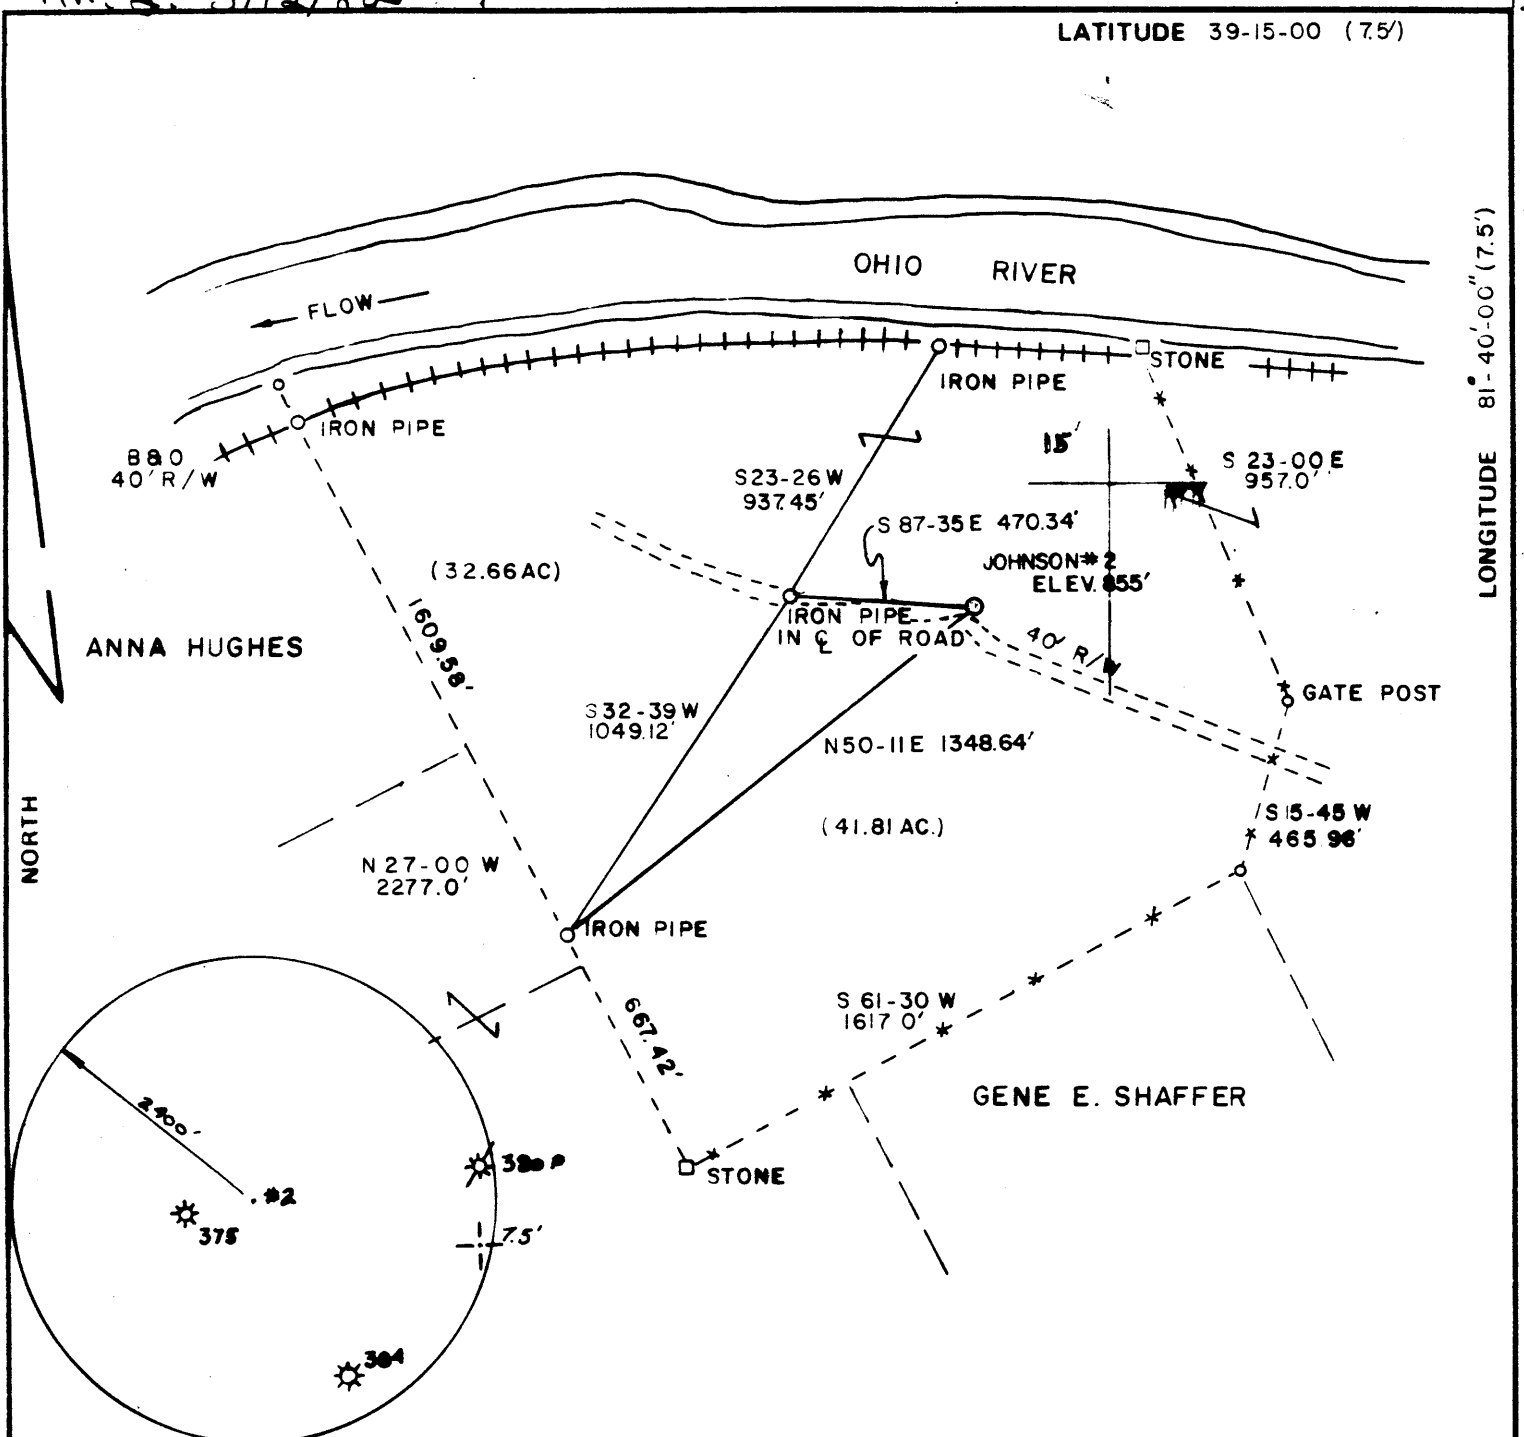 LATITUDE 39-15-00 (7.5')
LONGITUDE 81°-40'-00" (7.5')
OHIO RIVER
FLOW
STONE
IRON PIPE
IRON PIPE
B&O
40' R/W
15'
S 23-00 E
957.0'
S23-26 W
937.45'
S 87-35 E 470.34'
JOHNSON #2
ELEV. 855'
(32.66 AC)
IRON PIPE
IN ℄ OF ROAD
40' R/W
1609.58'
ANNA HUGHES
GATE POST
S 32-39 W
1049.12'
N50-11 E 1348.64'
NORTH
S 15-45 W
465.96'
(41.81 AC.)
N 27-00 W
2277.0'
IRON PIPE
S 61-30 W
1617.0'
667.42'
GENE E. SHAFFER
2400'
STONE
#2
375
7.5'